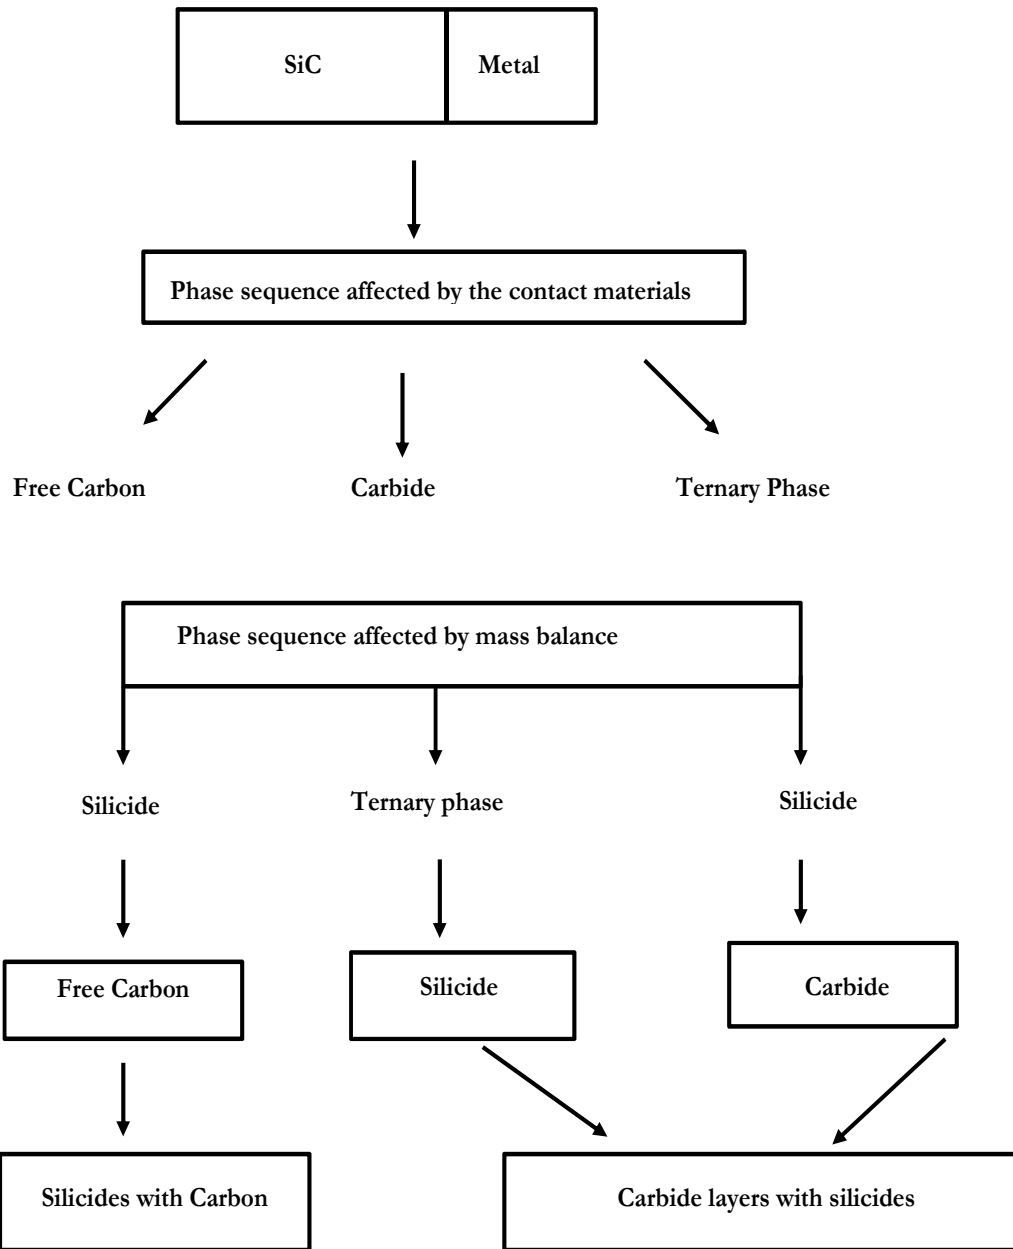 SiC
Metal
Phase sequence affected by the contact materials
Free Carbon
Carbide
Ternary Phase
Phase sequence affected by mass balance
Silicide
Ternary phase
Silicide
Free Carbon
Silicide
Carbide
Silicides with Carbon
Carbide layers with silicides